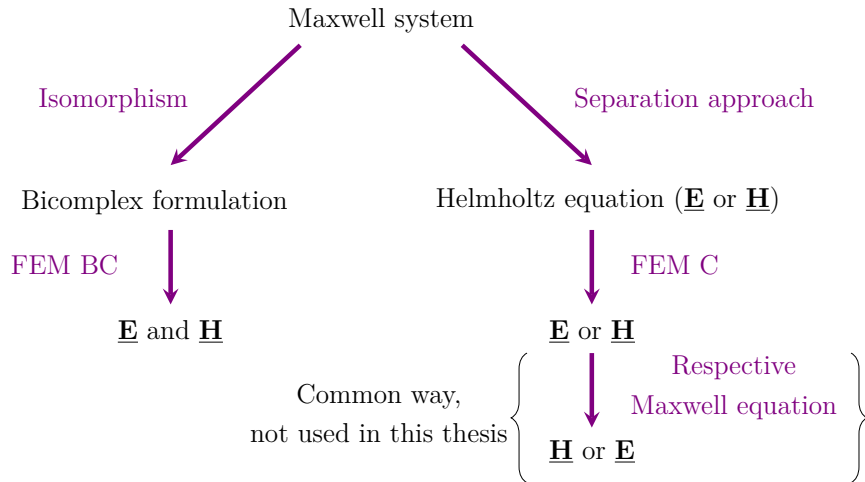 Maxwell system
Isomorphism
Separation approach
Bicomplex formulation
Helmholtz equation (E or H)
FEM BC
FEM C
E and H
E or H
Respective
Maxwell equation
Common way,
not used in this thesis
H or E